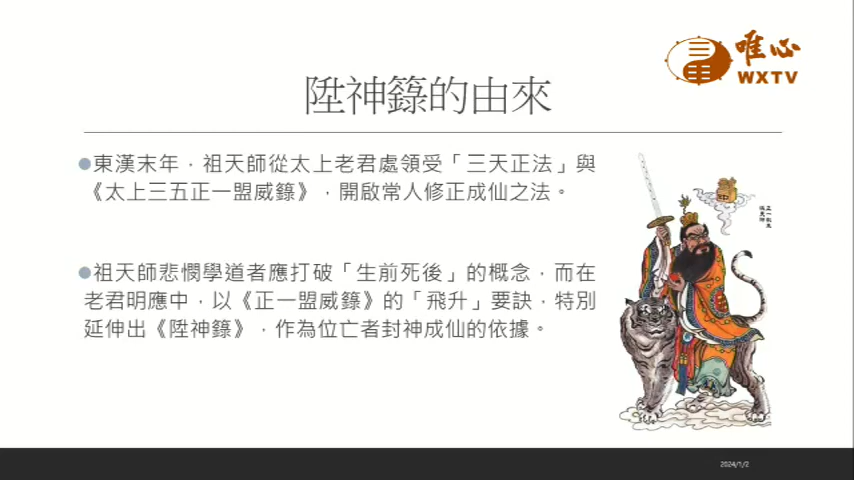 唯心
WXTV
陞神籙的由來
東漢末年，祖天師從太上老君處領受「三天正法」與
《太上三五正一盟威籙》，開啟常人修正成仙之法。
祖天師悲憫學道者應打破「生前死後」的概念，而在
老君明應中，以《正一盟威籙》的「飛升」要訣，特別
延伸出《陞神籙》，作為位亡者封神成仙的依據。
2024/1/2